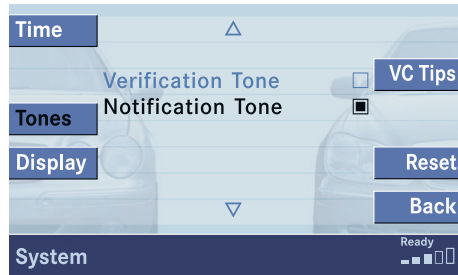 Time
Verification Tone
VC Tips
Notification Tone
Tones
Display
Reset
Back
System
Ready